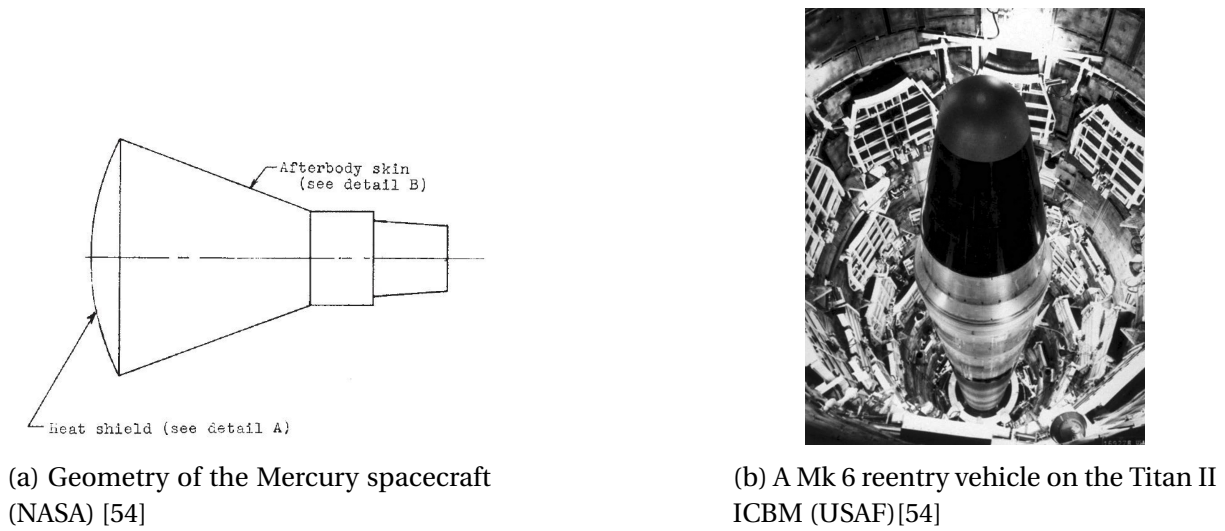 Afterbody skin
(see detail B)
Heat shield (see detail A)
(a) Geometry of the Mercury spacecraft
(NASA) [54]
(b) A Mk 6 reentry vehicle on the Titan II
ICBM (USAF)[54]